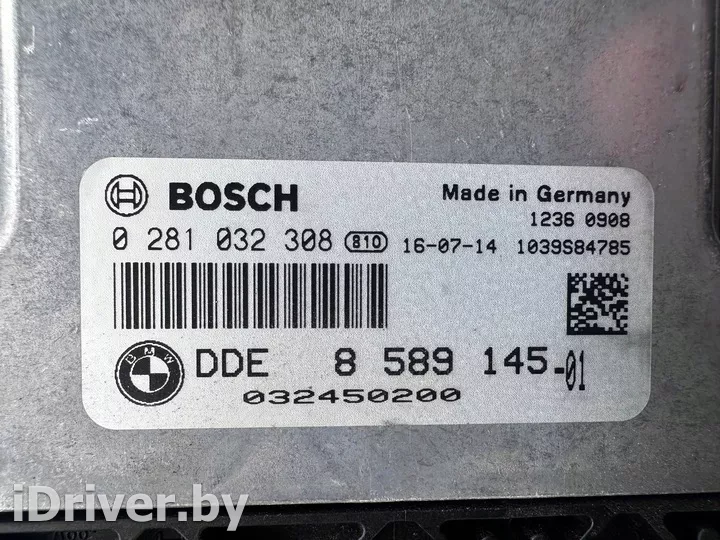 BOSCH
Made in Germany
1236 0908
0 281 032 308 810 16-07-14 1039S84785
BMW
DDE 8 589 145-01
032450200
iDriver.by